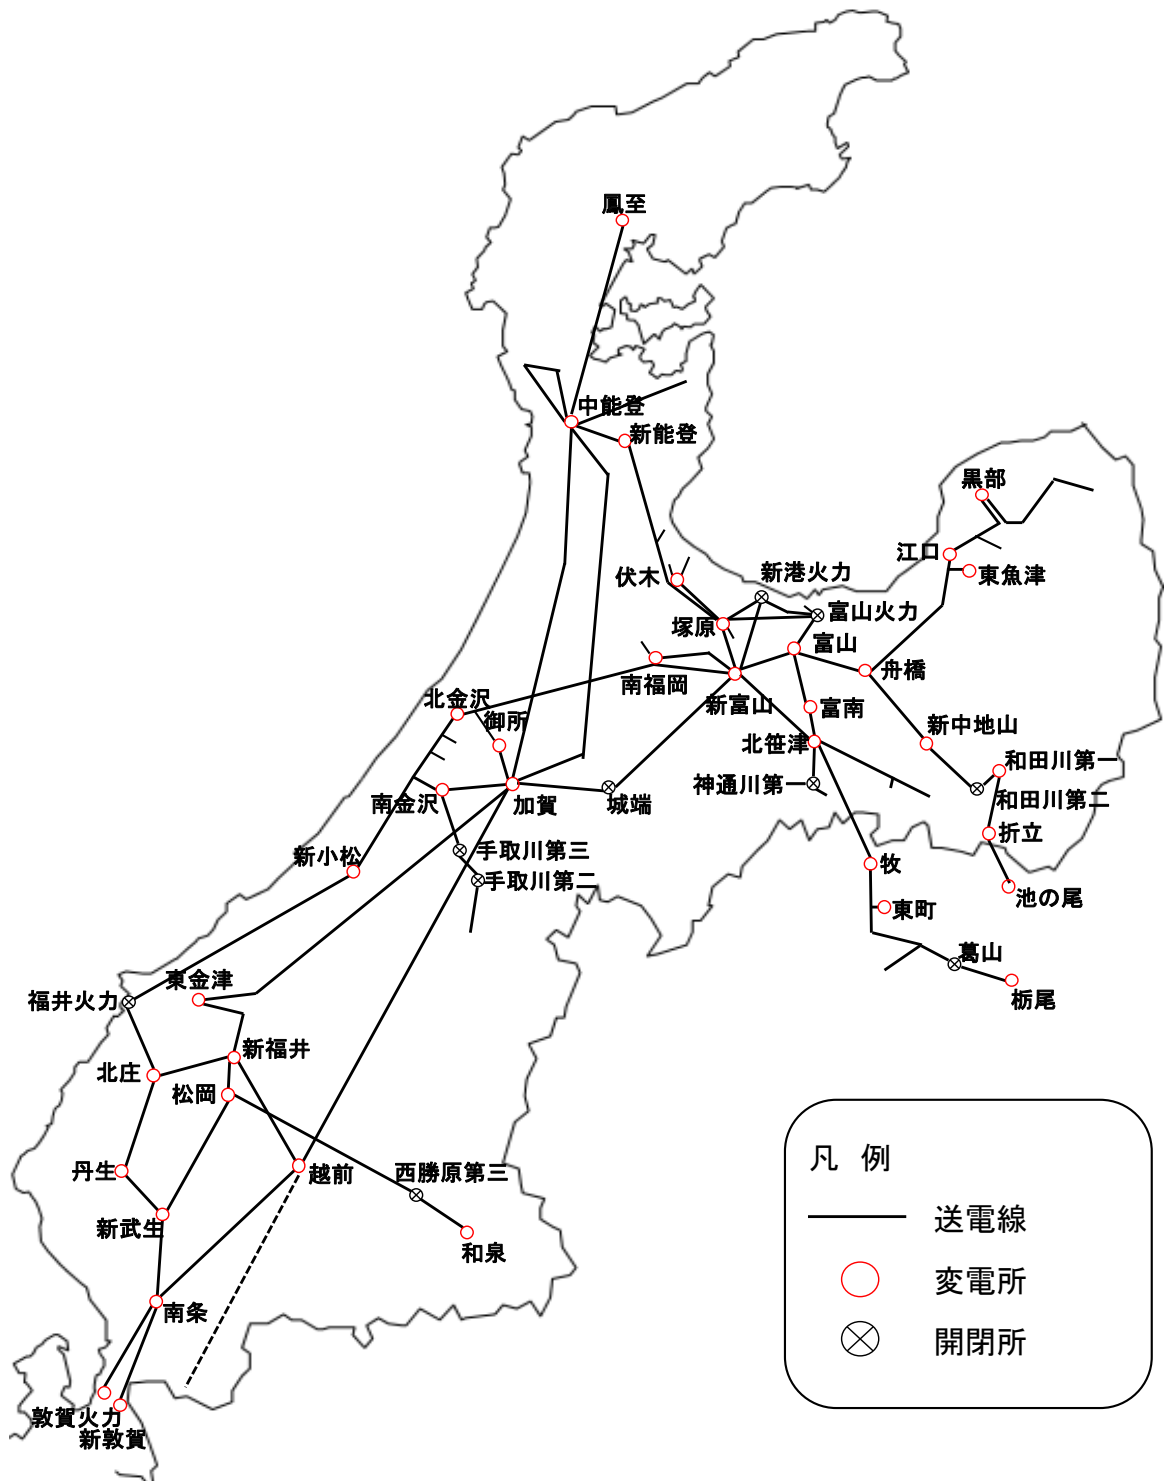 鳳至
中能登
新能登
黒部
江口
東魚津
新港火力
伏木
富山火力
塚原
富山
舟橋
南福岡
新富山
富南
北金沢
御所
北笹津
新中地山
神通川第一
和田川第一
和田川第二
南金沢
加賀
城端
折立
新小松
手取川第三
手取川第二
牧
池の尾
東町
葛山
栃尾
東金津
福井火力
新福井
北庄
松岡
丹生
越前
西勝原第三
新武生
和泉
南条
敦賀火力
新敦賀
凡 例
送電線
変電所
開閉所